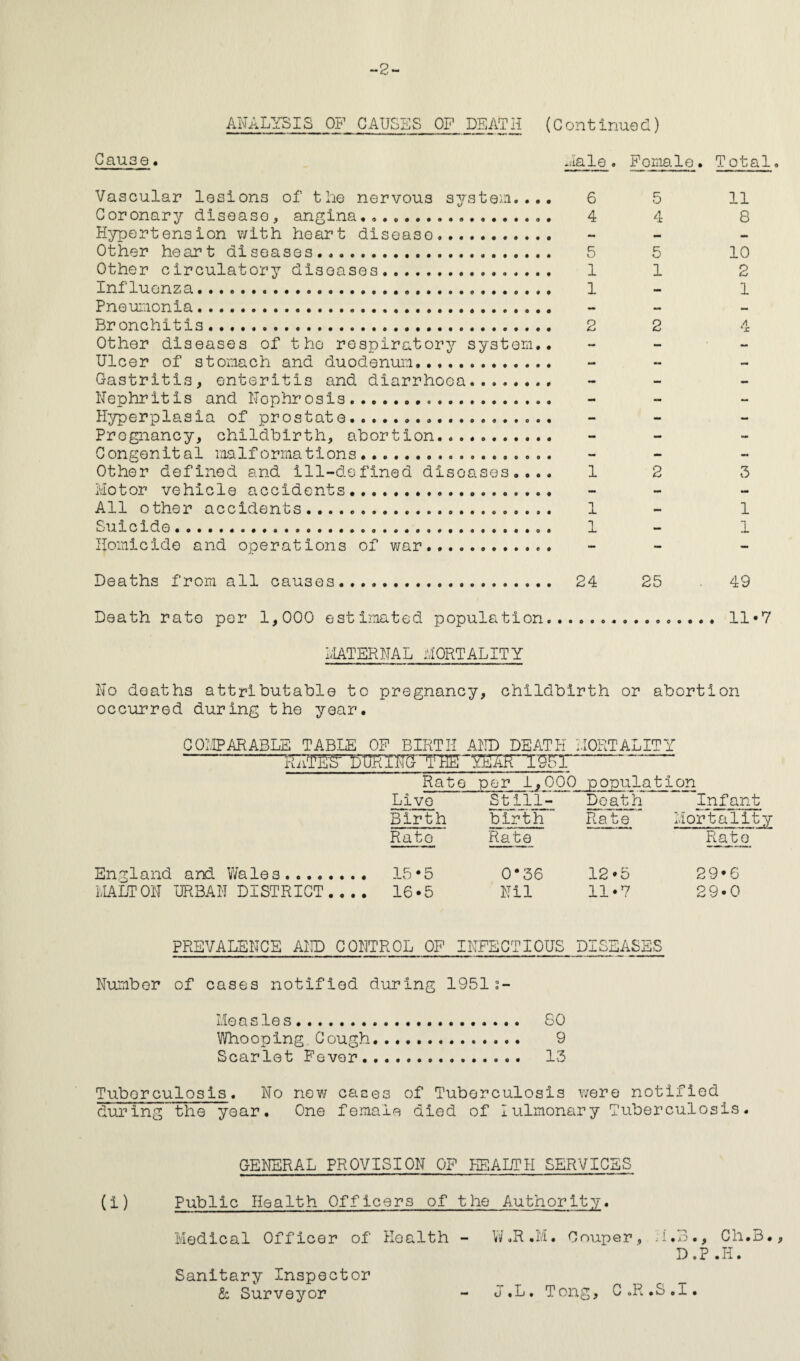 -2-
ANALYSIS OF CAUSES OF DEATH (Continued)
Cause. Male. Female. Total.
Vascular lesions of the nervous system.... 6 5 11
Coronary disease, angina.................. 4 4 8
Hypertension with heart disease........... - - -
Other heart diseases...................... 5 5 10
Other circulatory diseases................ 1 1 2
Influenza................................. 1 - 1
Pneumonia................................. - - -
Bronchitis................................ 2 2 4
Other diseases of the respiratory system.. - - -
Ulcer of stomach and duodenum............. - - -
Gastritis, enteritis and diarrhoea........ - - -
Nephritis and Nephrosis................... - - -
Hyperplasia of prostate................... - - -
Pregnancy, childbirth, abortion........... - - -
Congenital malformations.................. - - -
Other defined and ill-defined diseases.... 1 2 3
Motor vehicle accidents................... - - -
All other accidents....................... 1 - 1
Suicide................................... 1 - 1
Homicide and operations of war............ - - -
Deaths from all causes.................... 24 25 49
Death rate per 1,000 estimated population................ 11·7
MATERNAL MORTALITY
No deaths attributable to pregnancy, childbirth or abortion
occurred during the year.
COMPARABLE TABLE OF BIRTH AND DEATH MORTALITY
RATES DURING THE YEAR 1951
Rate per 1,000 population
Live Still- Death Infant
Birth birth Rate Mortality
Rate Rate Rate
England and Wales........ 15·5 0·36 12·5 29·6
MALTON URBAN DISTRICT.... 16·5 Nil 11·7 29·0
PREVALENCE AND CONTROL OF INFECTIOUS DISEASES
Number of cases notified during 1951:-
Measles..................... 80
Whooping Cough.............. 9
Scarlet Fever............... 13
Tuberculosis. No new cases of Tuberculosis were notified
during the year. One female died of Pulmonary Tuberculosis.
GENERAL PROVISION OF HEALTH SERVICES
(i) Public Health Officers of the Authority.
Medical Officer of Health - W.R.M. Couper, M.B., Ch.B.,
D.P.H.
Sanitary Inspector
& Surveyor - J.L. Tong, C.R.S.I.